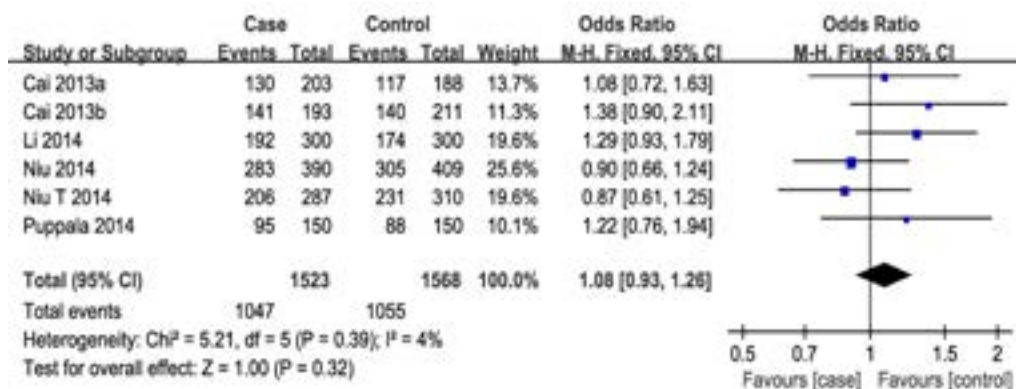 Case Control Odds Ratio Odds Ratio
Study or Subgroup Events Total Events Total Weight M-H. Fixed. 95% CI M-H. Fixed. 95% CI
Cai 2013a 130 203 117 188 13.7% 1.08 [0.72, 1.63]
Cai 2013b 141 193 140 211 11.3% 1.38 [0.90, 2.11]
Li 2014 192 300 174 300 19.6% 1.29 [0.93, 1.79]
Niu 2014 283 390 305 409 25.6% 0.90 [0.66, 1.24]
Niu T 2014 206 287 231 310 19.6% 0.87 [0.61, 1.25]
Puppala 2014 95 150 88 150 10.1% 1.22 [0.76, 1.94]
Total (95% CI) 1523 1568 100.0% 1.08 [0.93, 1.26]
Total events 1047 1055
Heterogeneity: Chi² = 5.21, df = 5 (P = 0.39); I² = 4%
Test for overall effect: Z = 1.00 (P = 0.32)
0.5 0.7 1 1.5 2
Favours [case] Favours [control]